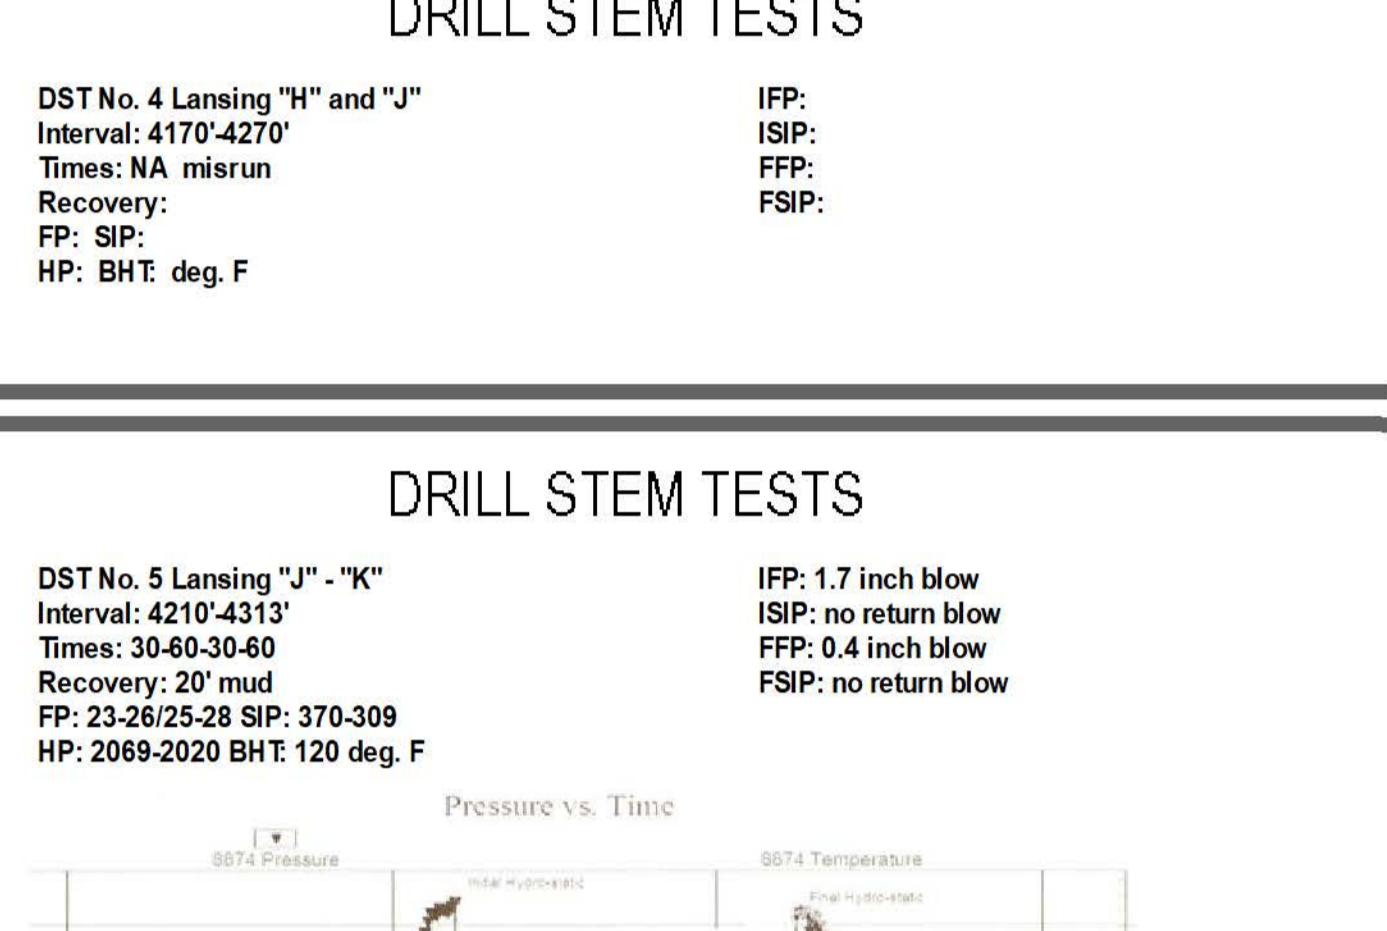 DRILL STEM TESTS
DST No. 4 Lansing "H" and "J"
Interval: 4170'-4270'
Times: NA  misrun
Recovery:
FP:  SIP:
HP:  BHT:  deg. F
IFP:
ISIP:
FFP:
FSIP:
DRILL STEM TESTS
DST No. 5 Lansing "J" - "K"
Interval: 4210'-4313'
Times: 30-60-30-60
Recovery: 20' mud
FP: 23-26/25-28 SIP: 370-309
HP: 2069-2020 BHT: 120 deg. F
IFP: 1.7 inch blow
ISIP: no return blow
FFP: 0.4 inch blow
FSIP: no return blow
Pressure vs. Time
8874 Pressure
8874 Temperature
Initial Hydro-static
Final Hydro-static